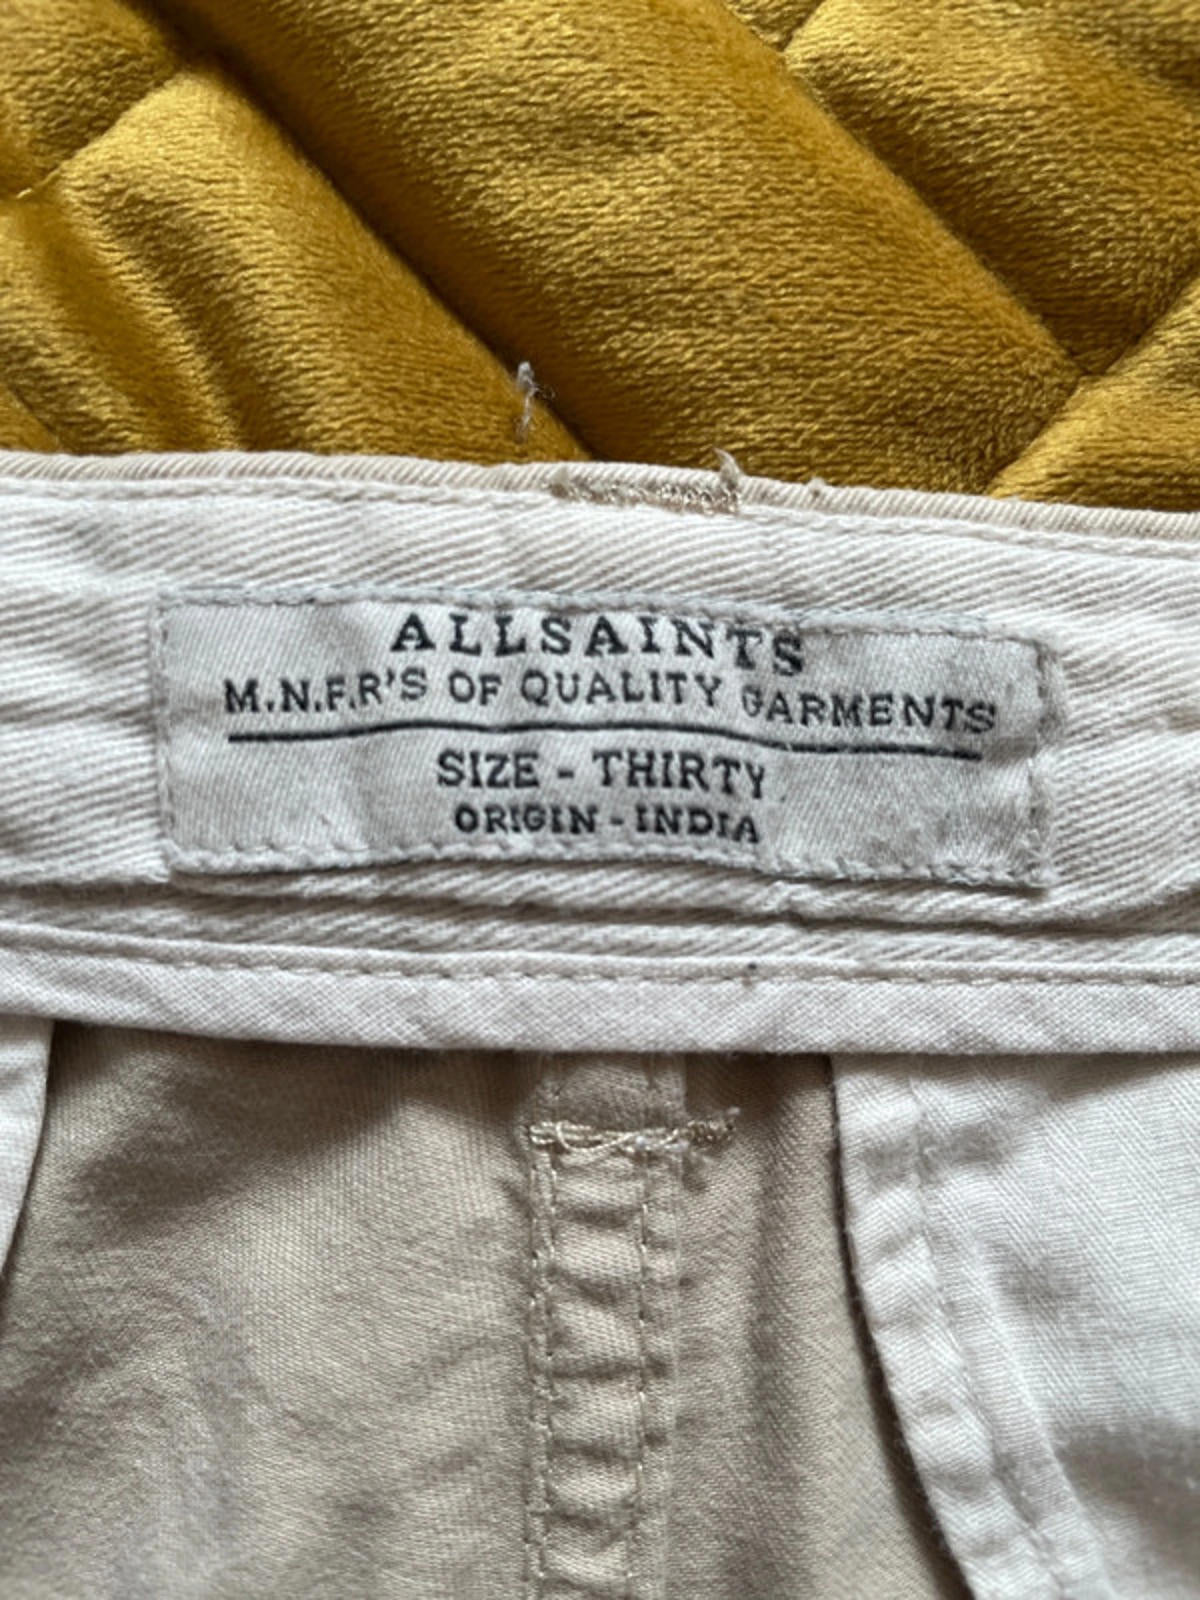 ALLSAINTS
M.N.F.R'S OF QUALITY GARMENTS
SIZE - THIRTY
ORIGIN - INDIA